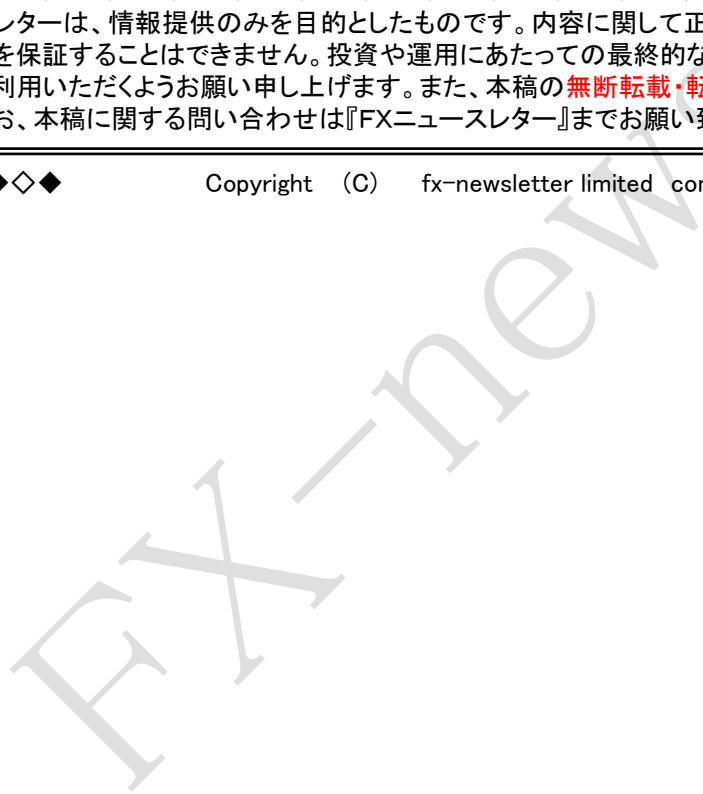 レターは、情報提供のみを目的としたものです。内容に関して正
を保証することはできません。投資や運用にあたっての最終的な
利用いただくようお願い申し上げます。また、本稿の無断転載・転
お、本稿に関する問い合わせは『FXニュースレター』までお願い致
◆◇◆ Copyright (C) fx-newsletter limited con
FX-new